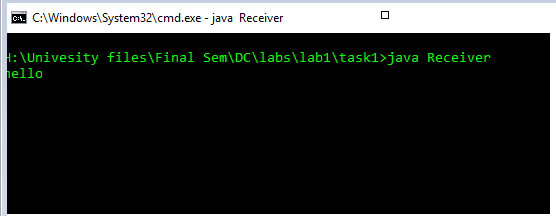 C:\Windows\System32\cmd.exe - java  Receiver
H:\Univesity files\Final Sem\DC\labs\lab1\task1>java Receiver
hello